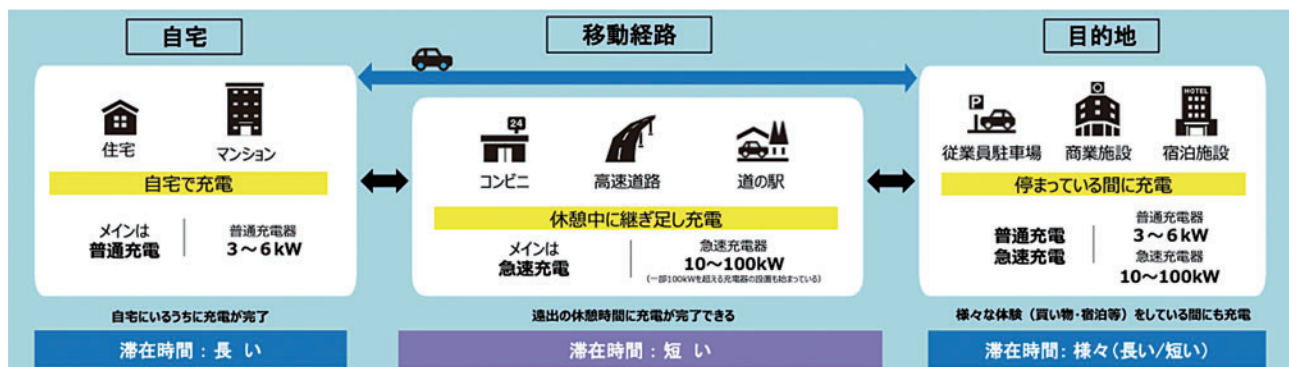 自宅
住宅
マンション
自宅で充電
メインは
普通充電
普通充電器
3～6kW
自宅にいるうちに充電が完了
滞在時間：長い
移動経路
24
コンビニ
高速道路
道の駅
休憩中に継ぎ足し充電
メインは
急速充電
急速充電器
10～100kW
(一部100kWを超える充電器の設置も始まっている)
遠出の休憩時間に充電が完了できる
滞在時間：短い
目的地
P
HOTEL
従業員駐車場
商業施設
宿泊施設
停まっている間に充電
普通充電
急速充電
普通充電器
3～6kW
急速充電器
10～100kW
様々な体験（買い物・宿泊等）をしている間にも充電
滞在時間：様々(長い/短い)